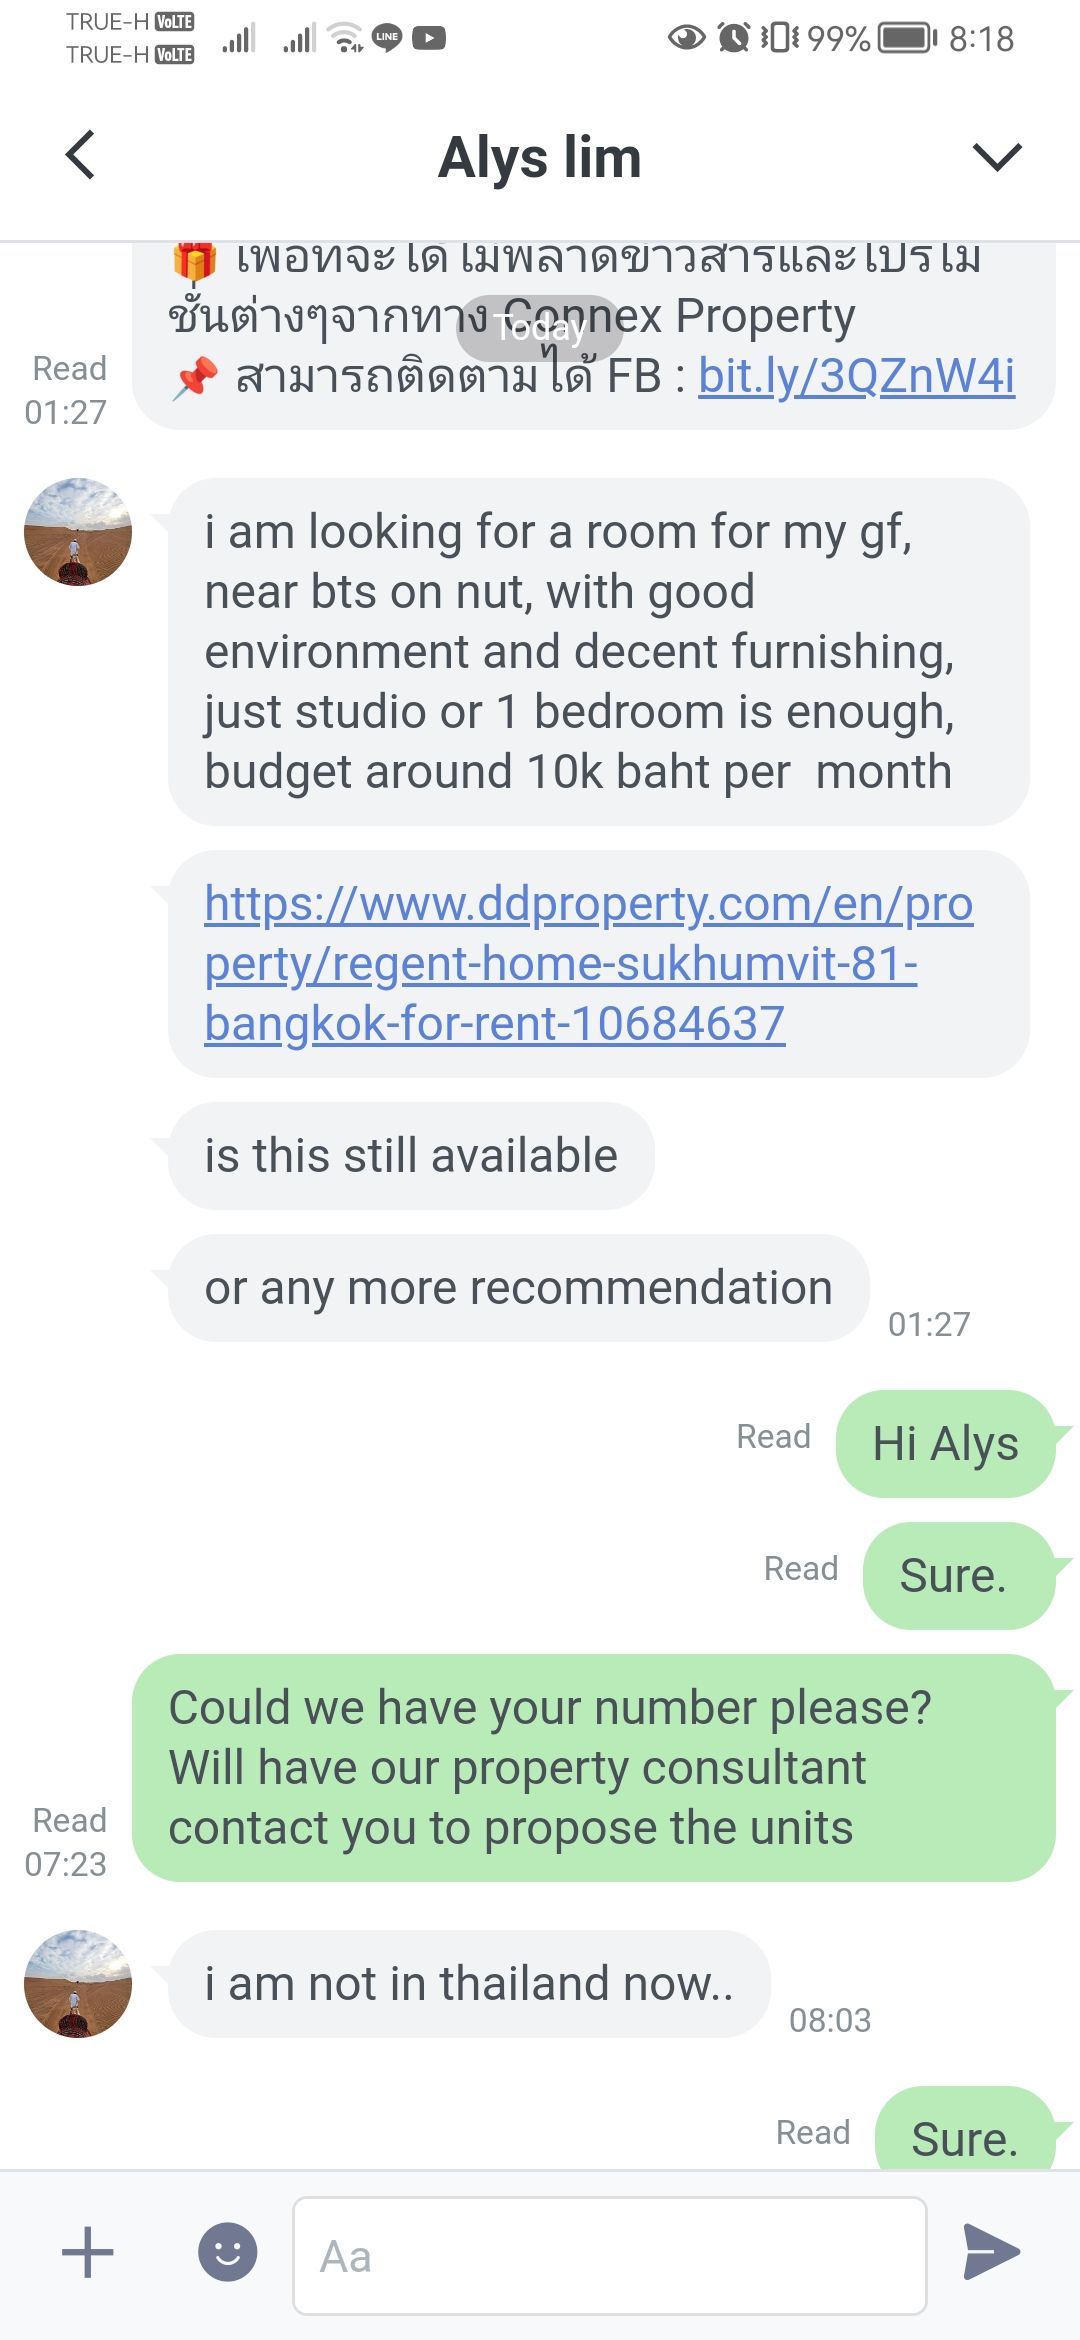 TRUE-H VoLTE
TRUE-H VoLTE
LINE
99%
8:18
Alys lim
🎁 เพื่อที่จะได้ไม่พลาดข่าวสารและโปรโม
ชั่นต่างๆจากทาง Connex Property
Today
📌 สามารถติดตามได้ FB : bit.ly/3QZnW4i
Read
01:27
i am looking for a room for my gf,
near bts on nut, with good
environment and decent furnishing,
just studio or 1 bedroom is enough,
budget around 10k baht per  month
https://www.ddproperty.com/en/pro
perty/regent-home-sukhumvit-81-
bangkok-for-rent-10684637
is this still available
or any more recommendation
01:27
Read
Hi Alys
Read
Sure.
Could we have your number please?
Will have our property consultant
contact you to propose the units
Read
07:23
i am not in thailand now..
08:03
Read
Sure.
Aa